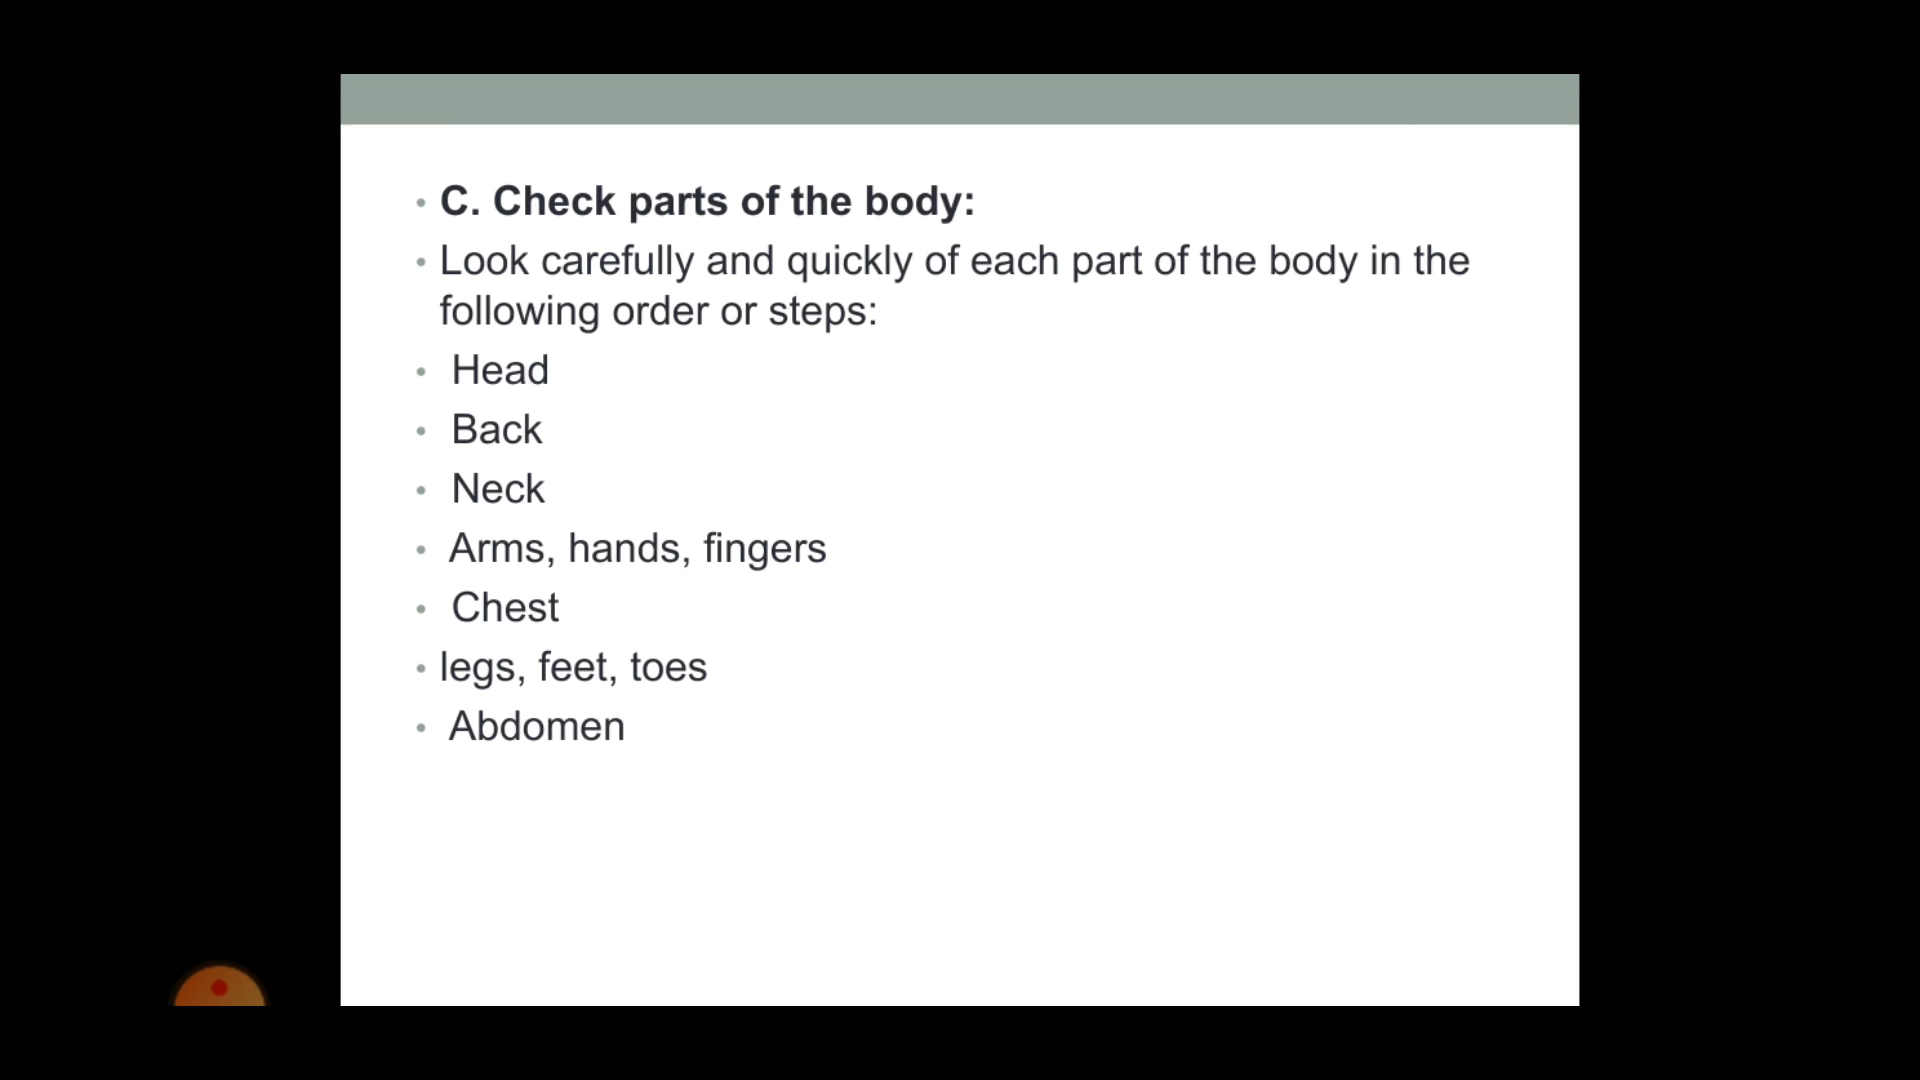 C. Check parts of the body:
Look carefully and quickly of each part of the body in the
following order or steps:
Head
Back
Neck
Arms, hands, fingers
Chest
legs, feet, toes
Abdomen